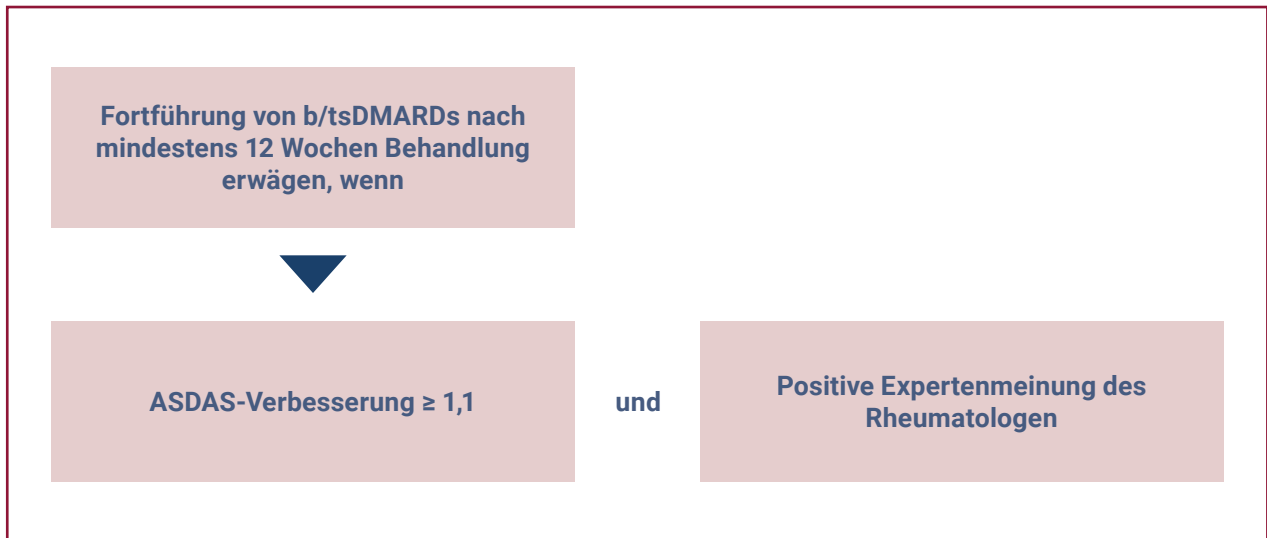 Fortführung von b/tsDMARDs nach
mindestens 12 Wochen Behandlung
erwägen, wenn
ASDAS-Verbesserung ≥ 1,1
und
Positive Expertenmeinung des
Rheumatologen